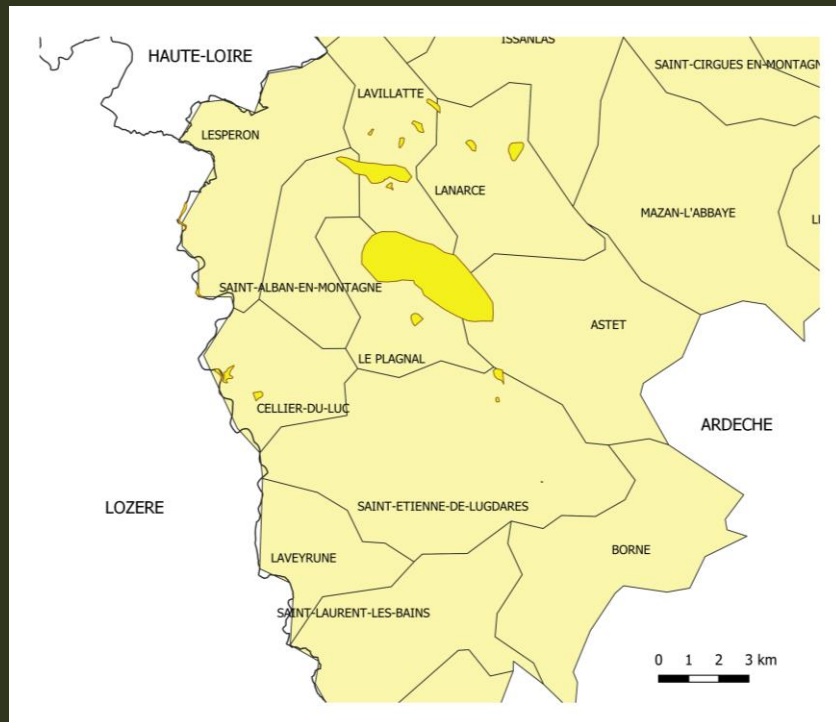 ISSANLAS
HAUTE-LOIRE
SAINT-CIRGUES EN-MONTAGN
LAVILLATTE
LESPERON
LANARCE
MAZAN-L'ABBAYE
SAINT-ALBAN-EN-MONTAGNE
ASTET
LE PLAGNAL
CELLIER-DU-LUC
ARDECHE
LOZERE
SAINT-ETIENNE-DE-LUGDARES
BORNE
LAVEYRUNE
SAINT-LAURENT-LES-BAINS
0 1 2 3 km